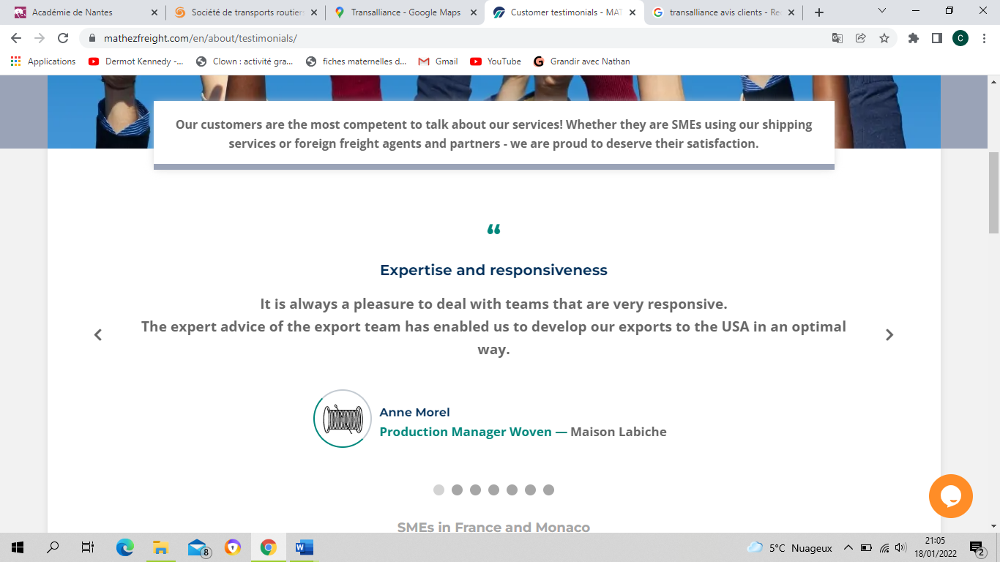 Académie de Nantes
Société de transports routier
Transalliance - Google Maps
Customer testimonials - MAT
transalliance avis clients - Re
mathezfreight.com/en/about/testimonials/
C
Applications
Dermot Kennedy -...
Clown : activité gra...
fiches maternelles d...
Gmail
YouTube
Grandir avec Nathan
Our customers are the most competent to talk about our services! Whether they are SMEs using our shipping
services or foreign freight agents and partners - we are proud to deserve their satisfaction.
“
Expertise and responsiveness
It is always a pleasure to deal with teams that are very responsive.
The expert advice of the export team has enabled us to develop our exports to the USA in an optimal
way.
Anne Morel
Production Manager Woven — Maison Labiche
SMEs in France and Monaco
8
5°C Nuageux
21:05
18/01/2022
2